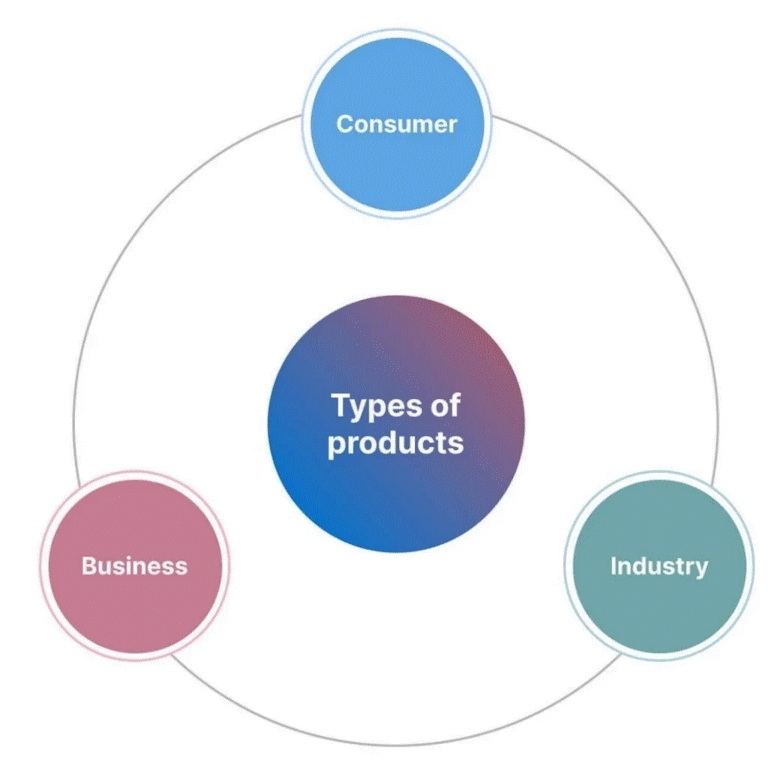 Consumer
Types of
products
Business
Industry